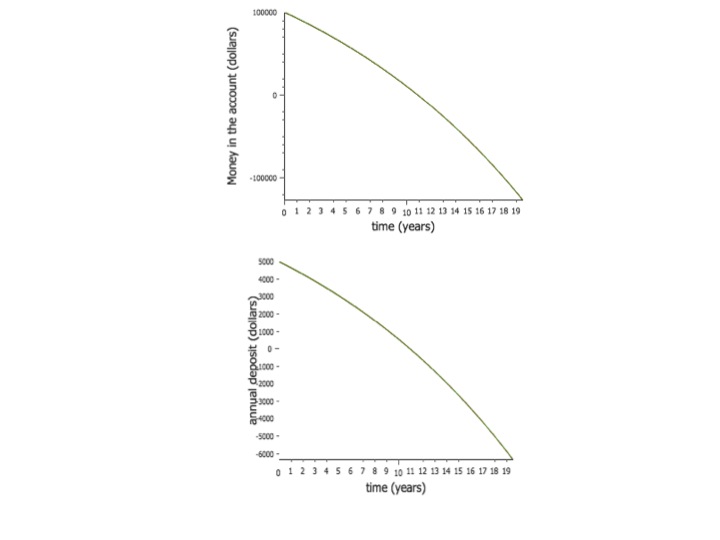 Money in the account (dollars)
100000
0
-100000
0 1 2 3 4 5 6 7 8 9 10 11 12 13 14 15 16 17 18 19
time (years)
annual deposit (dollars)
5000
4000
3000
2000
1000
0
-1000
-2000
-3000
-4000
-5000
-6000
0 1 2 3 4 5 6 7 8 9 10 11 12 13 14 15 16 17 18 19
time (years)